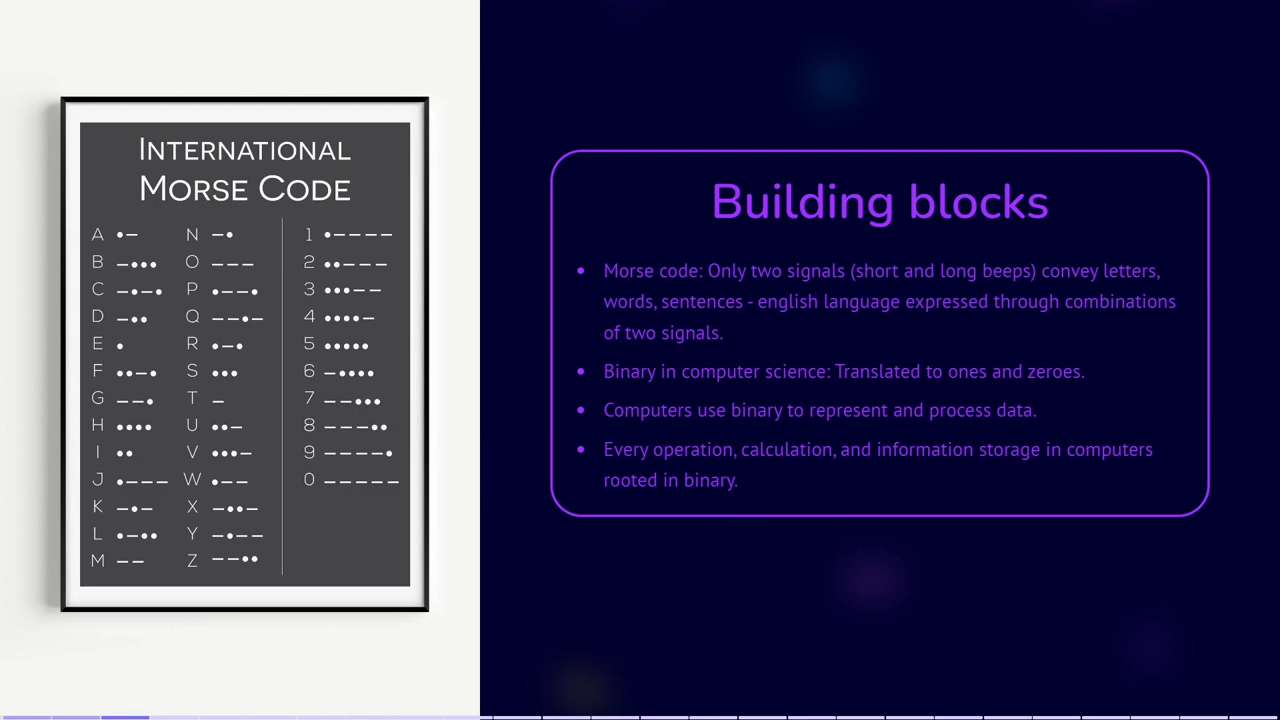 INTERNATIONAL
MORSE CODE
A •–
B –•••
C –•–•
D –••
E •
F ••–•
G ––•
H ••••
I ••
J •–––
K –•–
L •–••
M ––
N –•
O –––
P •––•
Q ––•–
R •–•
S •••
T –
U ••–
V •••–
W •––
X –••–
Y –•––
Z ––••
1 •––––
2 ••–––
3 •••––
4 ••••–
5 •••••
6 –••••
7 ––•••
8 –––••
9 ––––•
0 –––––
Building blocks
• Morse code: Only two signals (short and long beeps) convey letters,
words, sentences - english language expressed through combinations
of two signals.
• Binary in computer science: Translated to ones and zeroes.
• Computers use binary to represent and process data.
• Every operation, calculation, and information storage in computers
rooted in binary.